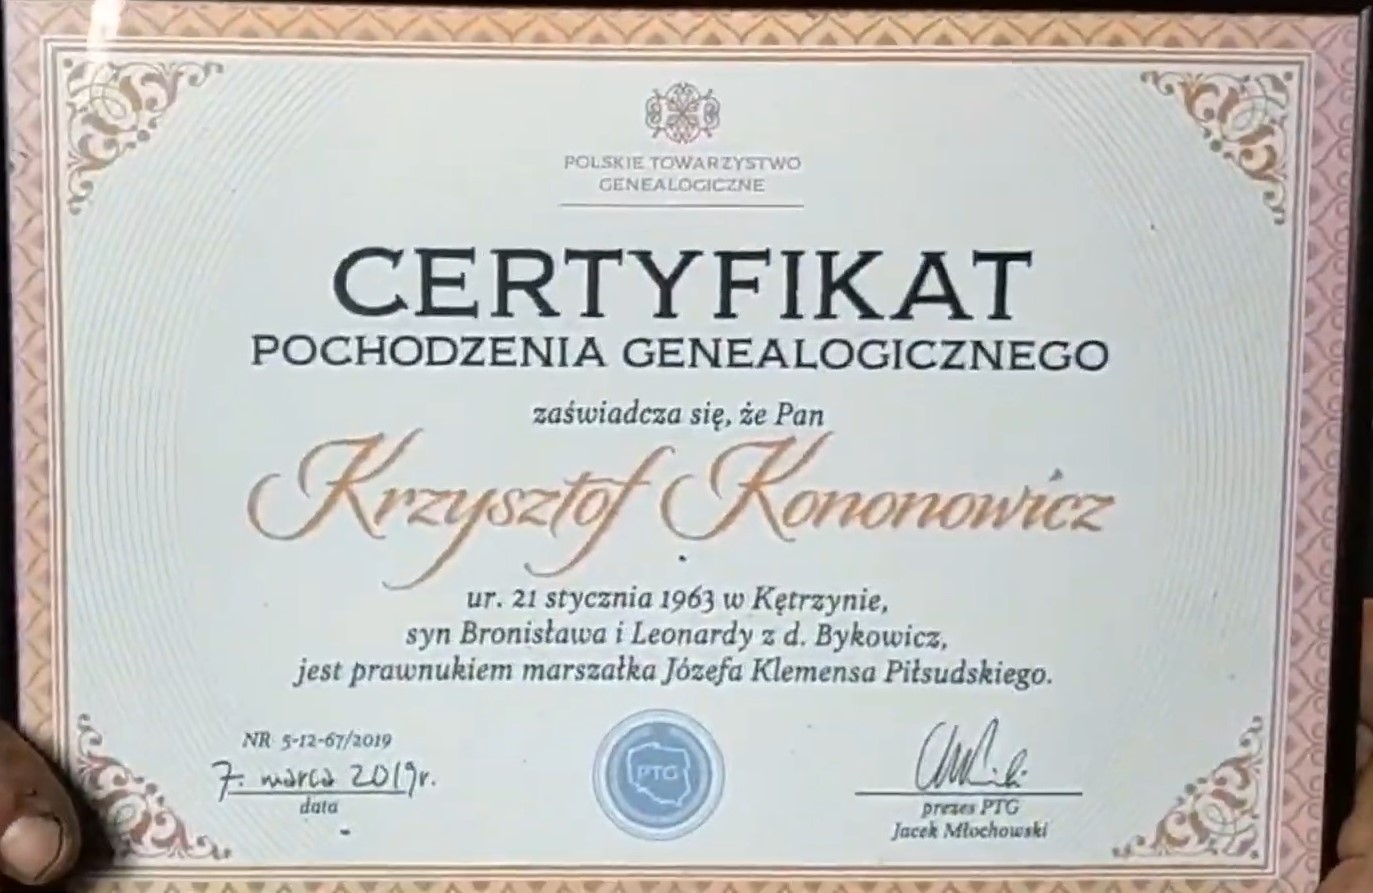 POLSKIE TOWARZYSTWO
GENEALOGICZNE
CERTYFIKAT
POCHODZENIA GENEALOGICZNEGO
zaświadcza się, że Pan
Krzysztof Kononowicz
ur. 21 stycznia 1963 w Kętrzynie,
syn Bronisława i Leonardy z d. Bykowicz,
jest prawnukiem marszałka Józefa Klemensa Piłsudskiego.
NR 5-12-67/2019
7. marca 2019r.
data
PTG
prezes PTG
Jacek Młochowski